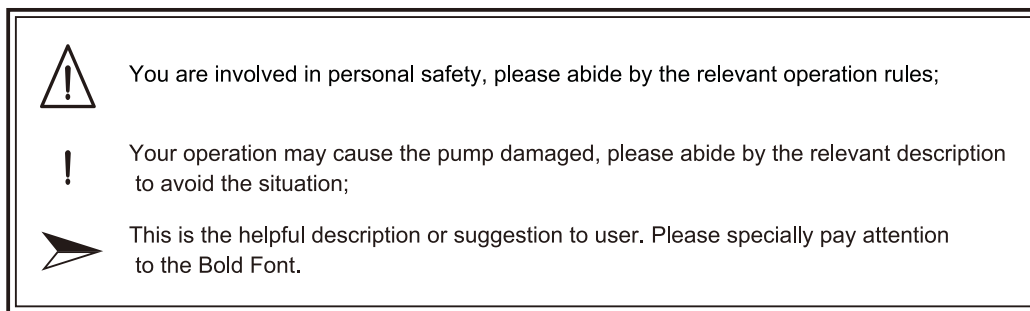 You are involved in personal safety, please abide by the relevant operation rules;
! Your operation may cause the pump damaged, please abide by the relevant description
to avoid the situation;
This is the helpful description or suggestion to user. Please specially pay attention
to the Bold Font.